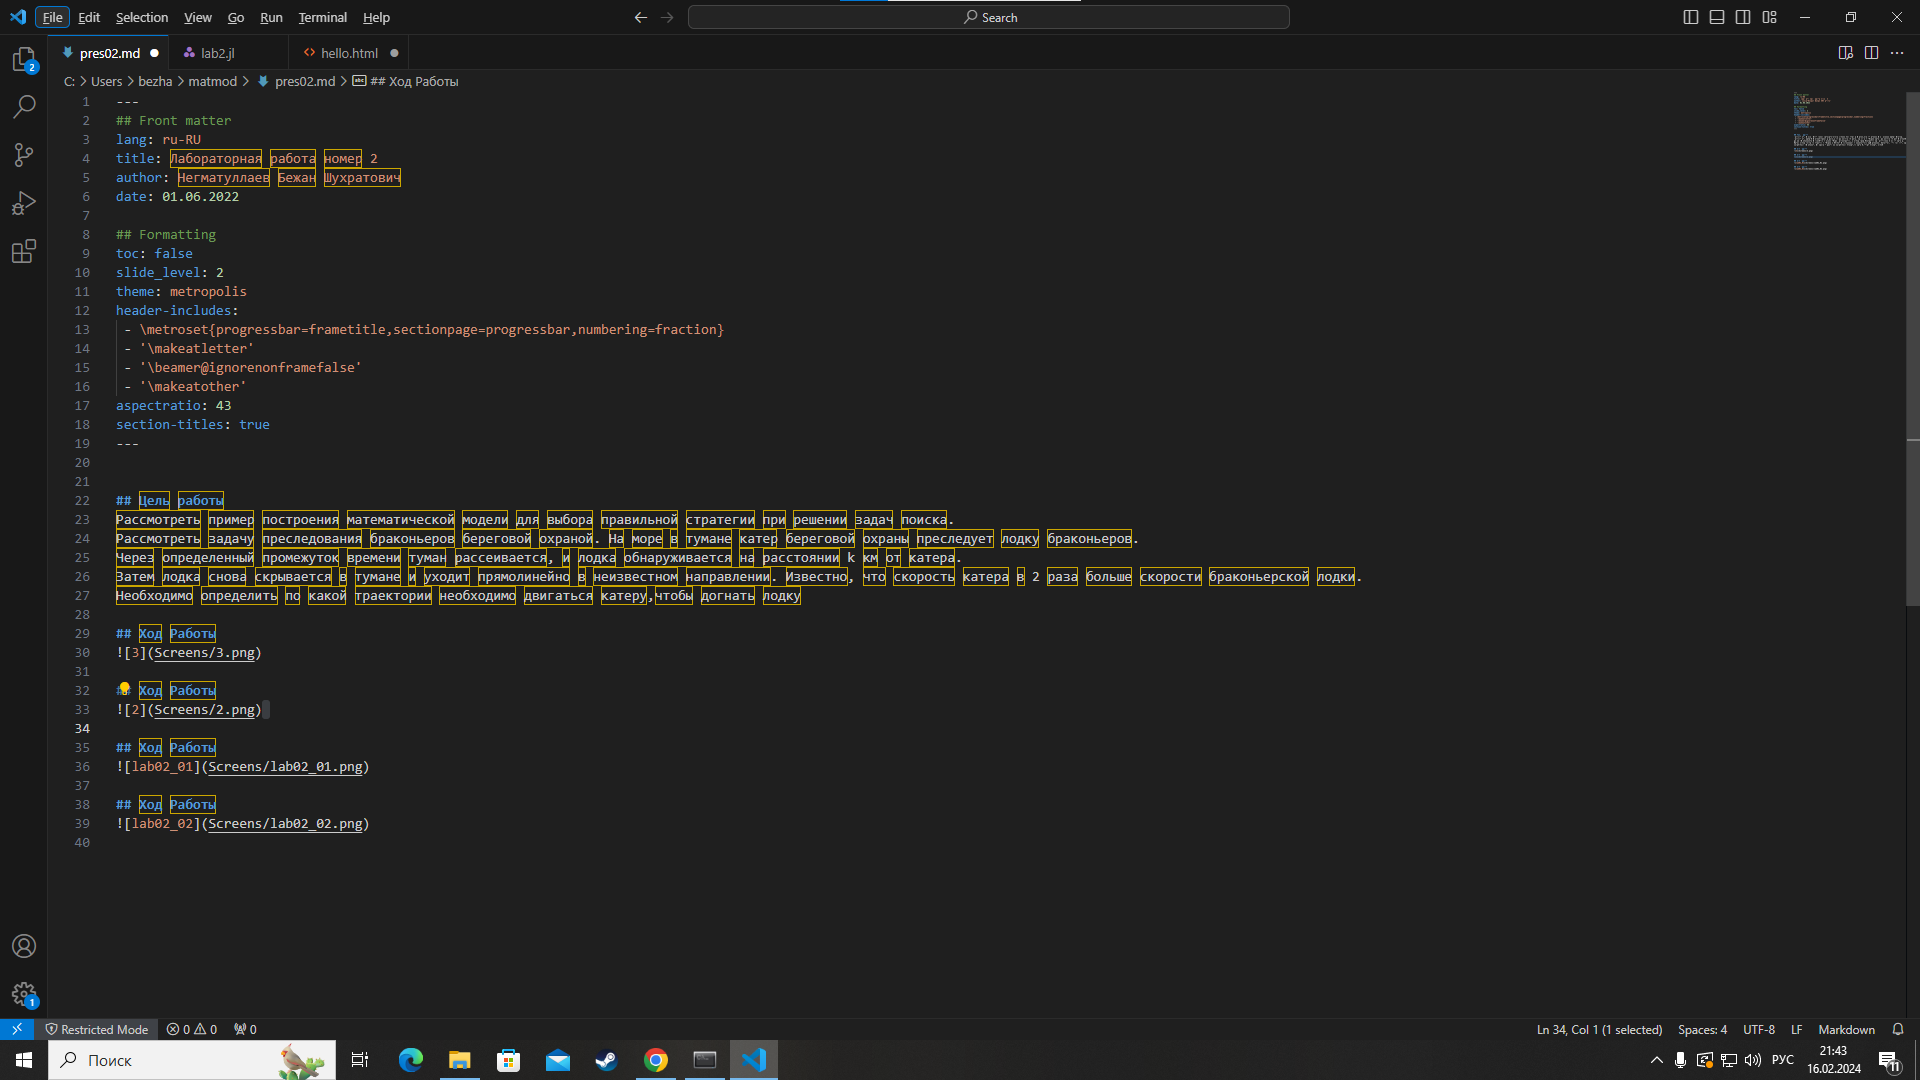 File Edit Selection View Go Run Terminal Help Search
pres02.md lab2.jl hello.html
C: > Users > bezha > matmod > pres02.md > ## Ход Работы
1 ---
2 ## Front matter
3 lang: ru-RU
4 title: Лабораторная работа номер 2
5 author: Негматуллаев Бежан Шухратович
6 date: 01.06.2022
7
8 ## Formatting
9 toc: false
10 slide_level: 2
11 theme: metropolis
12 header-includes:
13 - \metroset{progressbar=frametitle,sectionpage=progressbar,numbering=fraction}
14 - '\makeatletter'
15 - '\beamer@ignorenonframefalse'
16 - '\makeatother'
17 aspectratio: 43
18 section-titles: true
19 ---
20
21
22 ## Цель работы
23 Рассмотреть пример построения математической модели для выбора правильной стратегии при решении задач поиска.
24 Рассмотреть задачу преследования браконьеров береговой охраной. На море в тумане катер береговой охраны преследует лодку браконьеров.
25 Через определенный промежуток времени туман рассеивается, и лодка обнаруживается на расстоянии k км от катера.
26 Затем лодка снова скрывается в тумане и уходит прямолинейно в неизвестном направлении. Известно, что скорость катера в 2 раза больше скорости браконьерской лодки.
27 Необходимо определить по какой траектории необходимо двигаться катеру,чтобы догнать лодку
28
29 ## Ход Работы
30 ![3](Screens/3.png)
31
32 ## Ход Работы
33 ![2](Screens/2.png)
34
35 ## Ход Работы
36 ![lab02_01](Screens/lab02_01.png)
37
38 ## Ход Работы
39 ![lab02_02](Screens/lab02_02.png)
40
2
1
Restricted Mode 0 0 0 Ln 34, Col 1 (1 selected) Spaces: 4 UTF-8 LF Markdown
Поиск РУС 21:43
16.02.2024 11